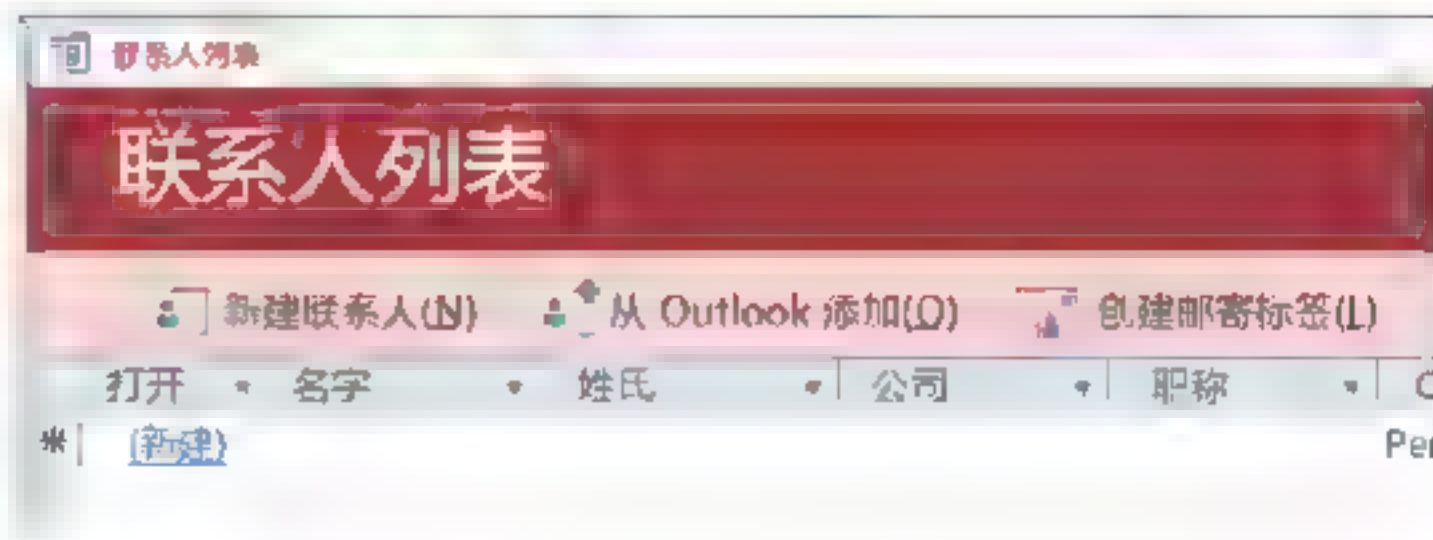 联系人列表
联系人列表
新建联系人(N) 从 Outlook 添加(O) 创建邮寄标签(L)
打开 名字 姓氏 公司 职称
* (新建)